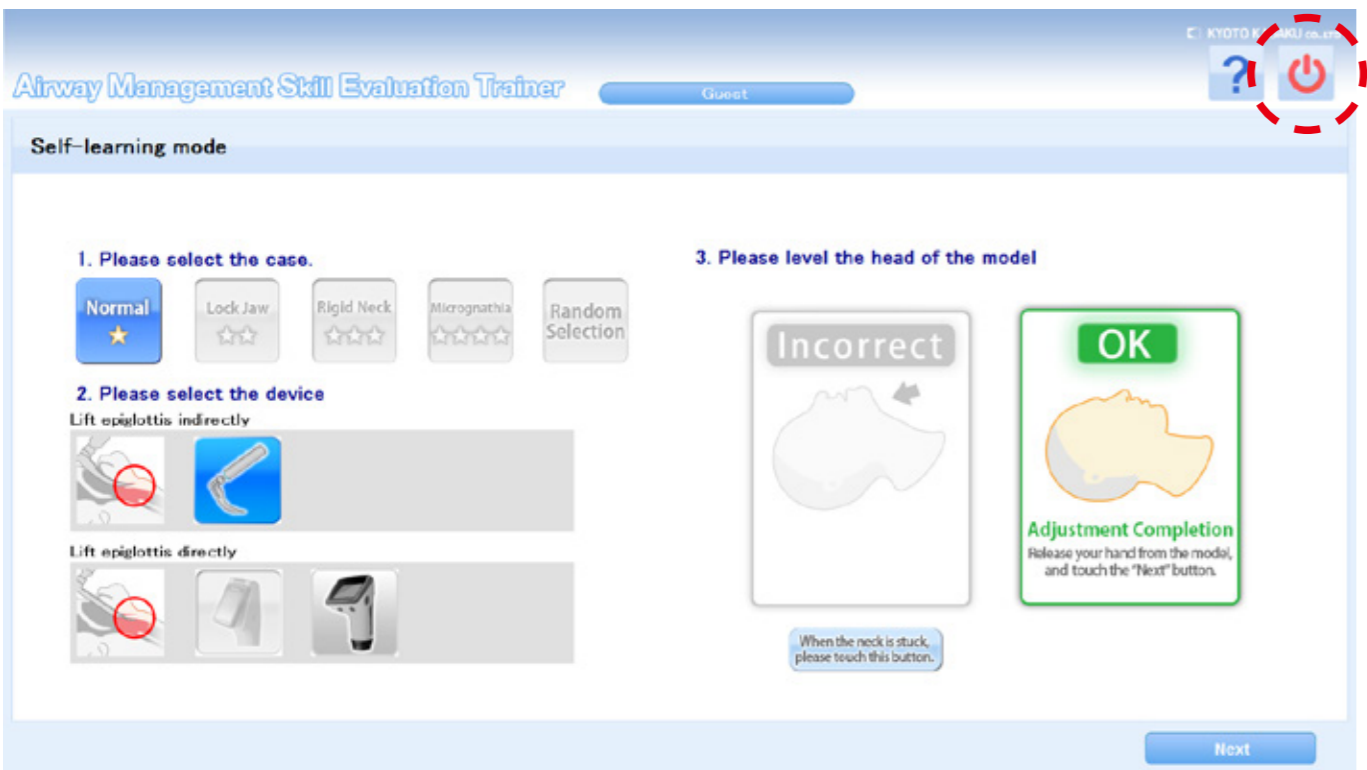 KYOTO KAGAKU co.,LTD
Airway Management Skill Evaluation Trainer
Guest
?
Self-learning mode
1. Please select the case.
Normal
Lock Jaw
Rigid Neck
Micrognathia
Random
Selection
2. Please select the device
Lift epiglottis indirectly
Lift epiglottis directly
3. Please level the head of the model
Incorrect
OK
Adjustment Completion
Release your hand from the model,
and touch the "Next" button.
When the neck is stuck,
please touch this button.
Next